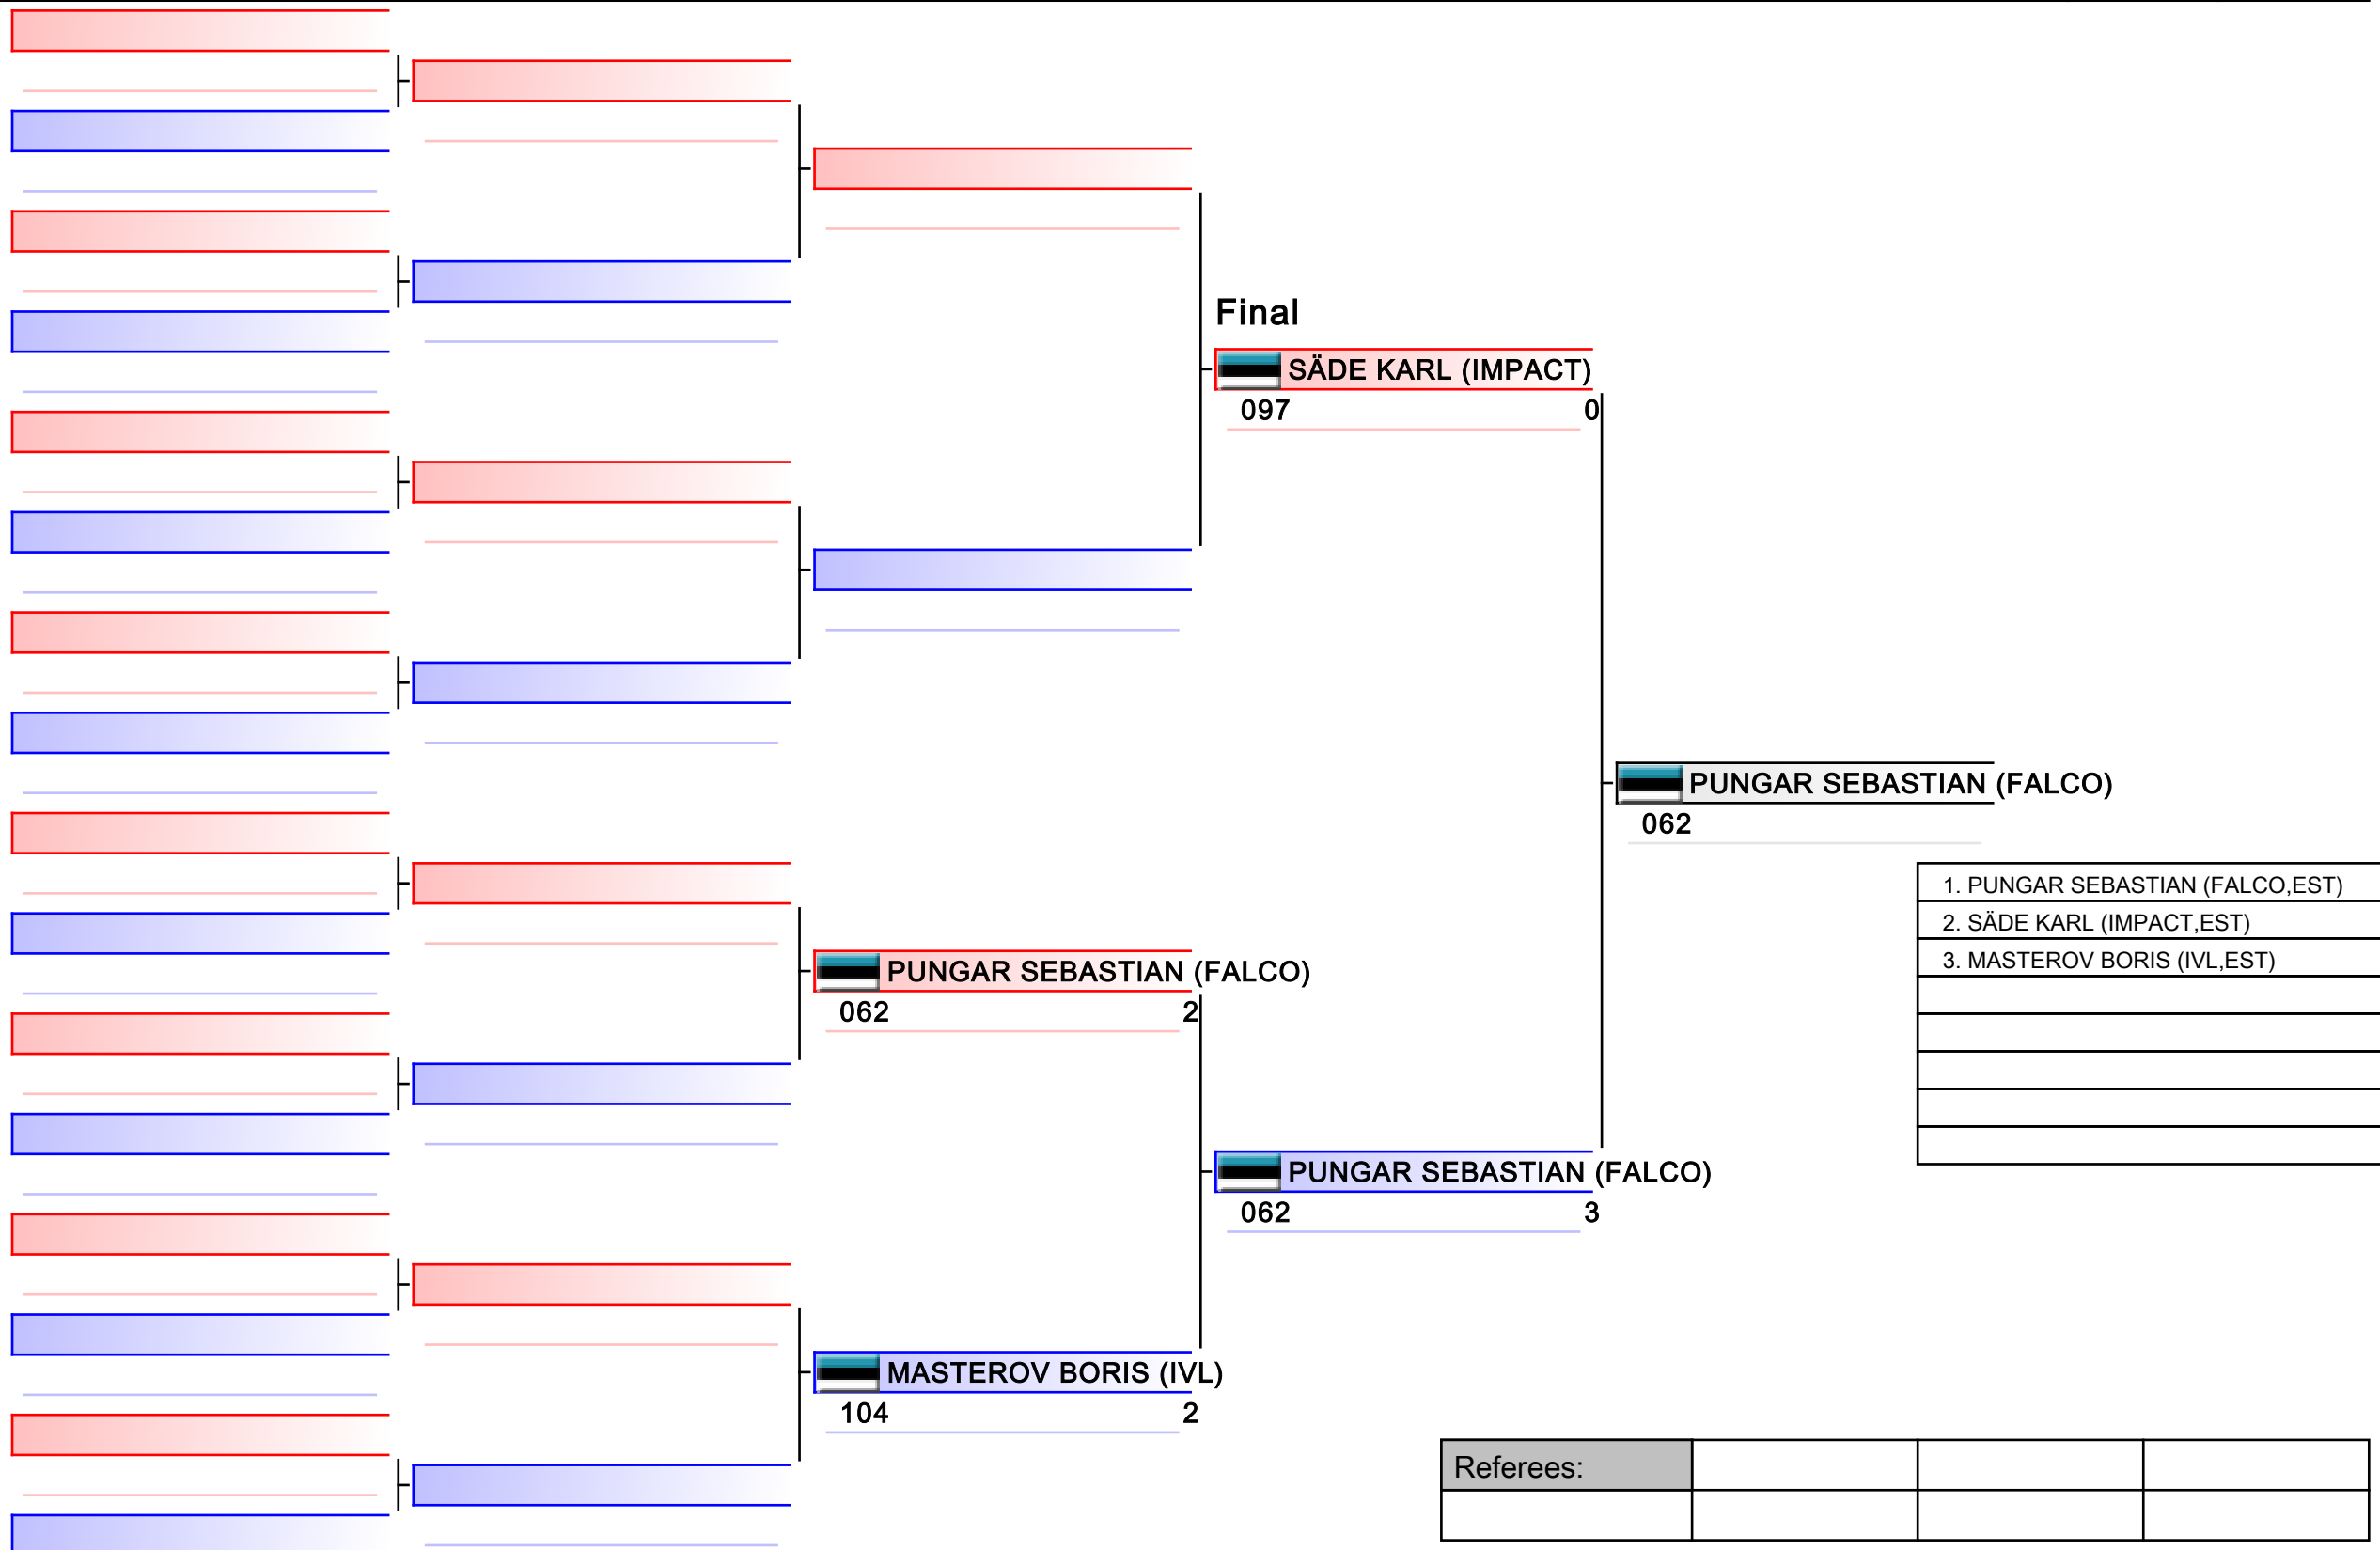 Final
SÄDE KARL (IMPACT)
097 0
PUNGAR SEBASTIAN (FALCO)
062
1. PUNGAR SEBASTIAN (FALCO,EST)
2. SÄDE KARL (IMPACT,EST)
3. MASTEROV BORIS (IVL,EST)
PUNGAR SEBASTIAN (FALCO)
062 2
PUNGAR SEBASTIAN (FALCO)
062 3
MASTEROV BORIS (IVL)
104 2
Referees: